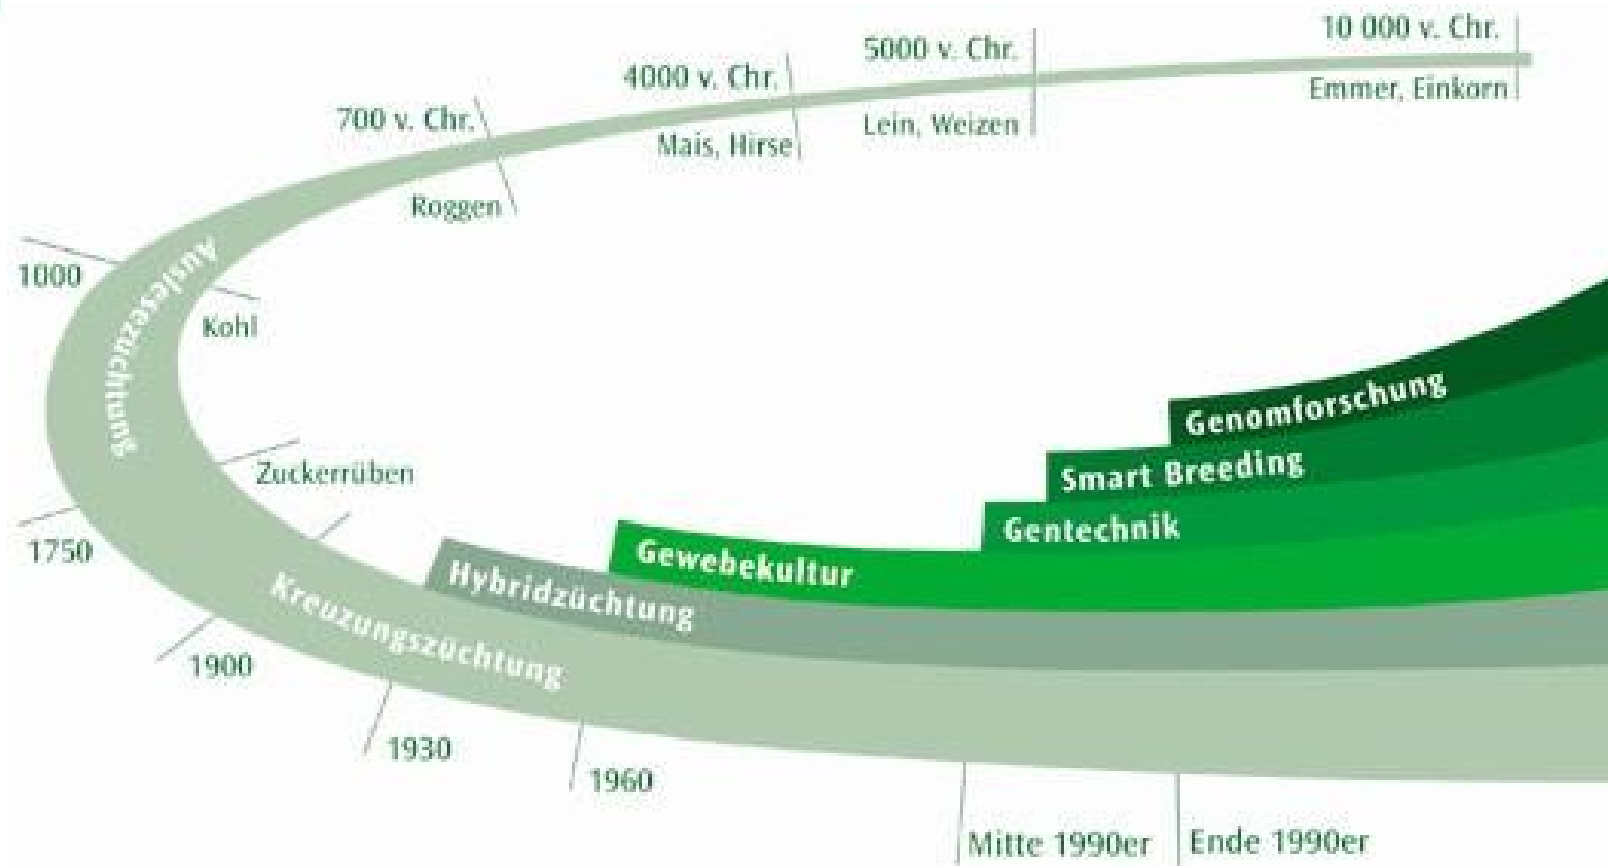 10 000 v. Chr.
Emmer, Einkorn
5000 v. Chr.
Lein, Weizen
4000 v. Chr.
Mais, Hirse
700 v. Chr.
Roggen
1000
Kohl
Auslesezüchtung
Zuckerrüben
1750
Kreuzungszüchtung
1900
Hybridzüchtung
1930
Gewebekultur
1960
Gentechnik
Mitte 1990er
Smart Breeding
Genomforschung
Ende 1990er